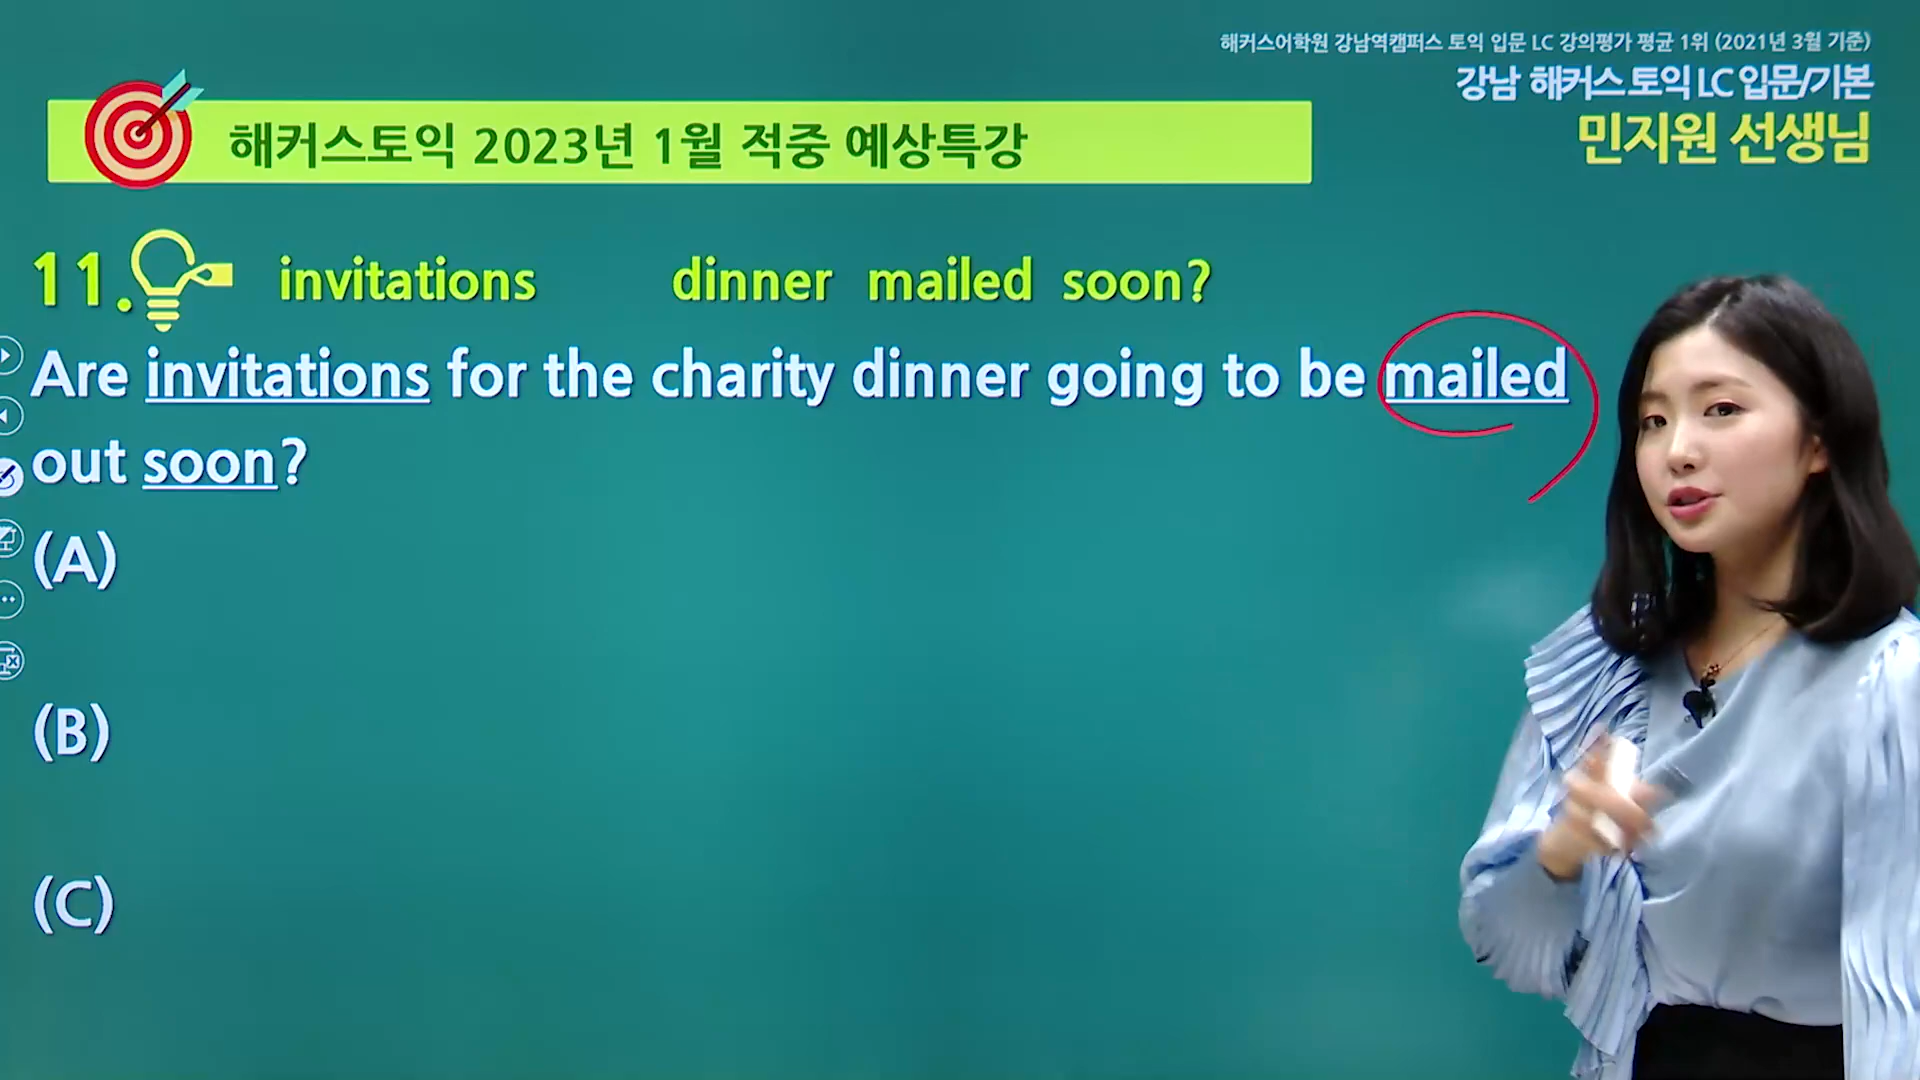 해커스어학원 강남역캠퍼스 토익 입문 LC 강의평가 평균 1위 (2021년 3월 기준)
강남 해커스 토익 LC 입문/기본
민지원 선생님
해커스토익 2023년 1월 적중 예상특강
11. invitations dinner mailed soon?
Are invitations for the charity dinner going to be mailed
out soon?
(A)
(B)
(C)